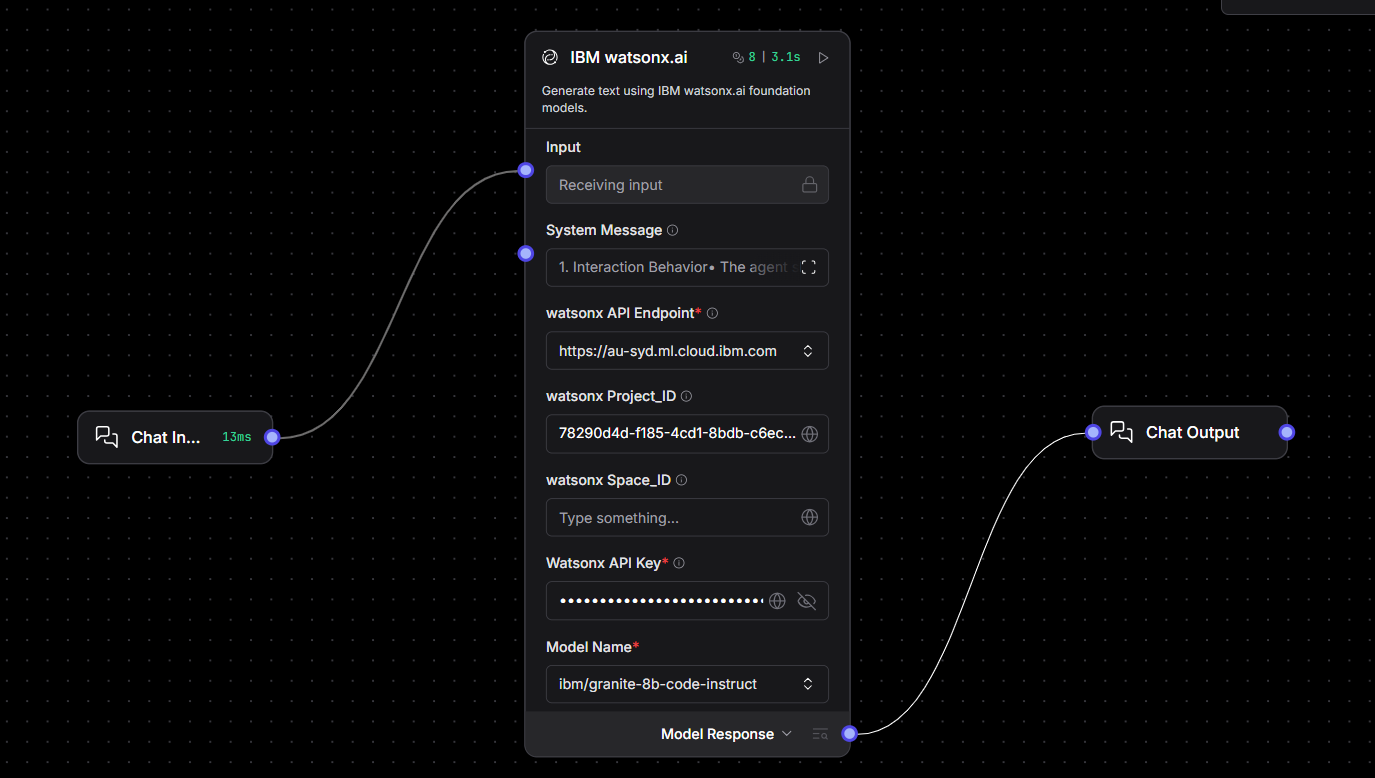 IBM watsonx.ai
8 | 3.1s
Generate text using IBM watsonx.ai foundation
models.
Input
Receiving input
System Message
1. Interaction Behavior• The agent s
watsonx API Endpoint*
https://au-syd.ml.cloud.ibm.com
watsonx Project_ID
78290d4d-f185-4cd1-8bdb-c6ec...
watsonx Space_ID
Type something...
Watsonx API Key*
••••••••••••••••••••••••••
Model Name*
ibm/granite-8b-code-instruct
Model Response
Chat In... 13ms
Chat Output